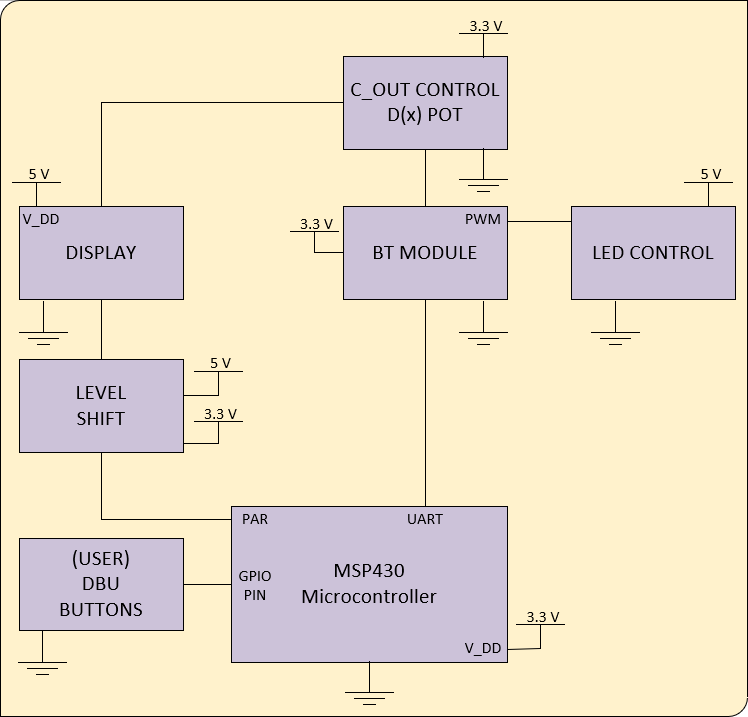 3.3 V
C_OUT CONTROL
D(x) POT
5 V
V_DD
DISPLAY
3.3 V
PWM
BT MODULE
5 V
LED CONTROL
LEVEL
SHIFT
5 V
3.3 V
PAR
UART
(USER)
DBU
BUTTONS
GPIO
PIN
MSP430
Microcontroller
V_DD
3.3 V